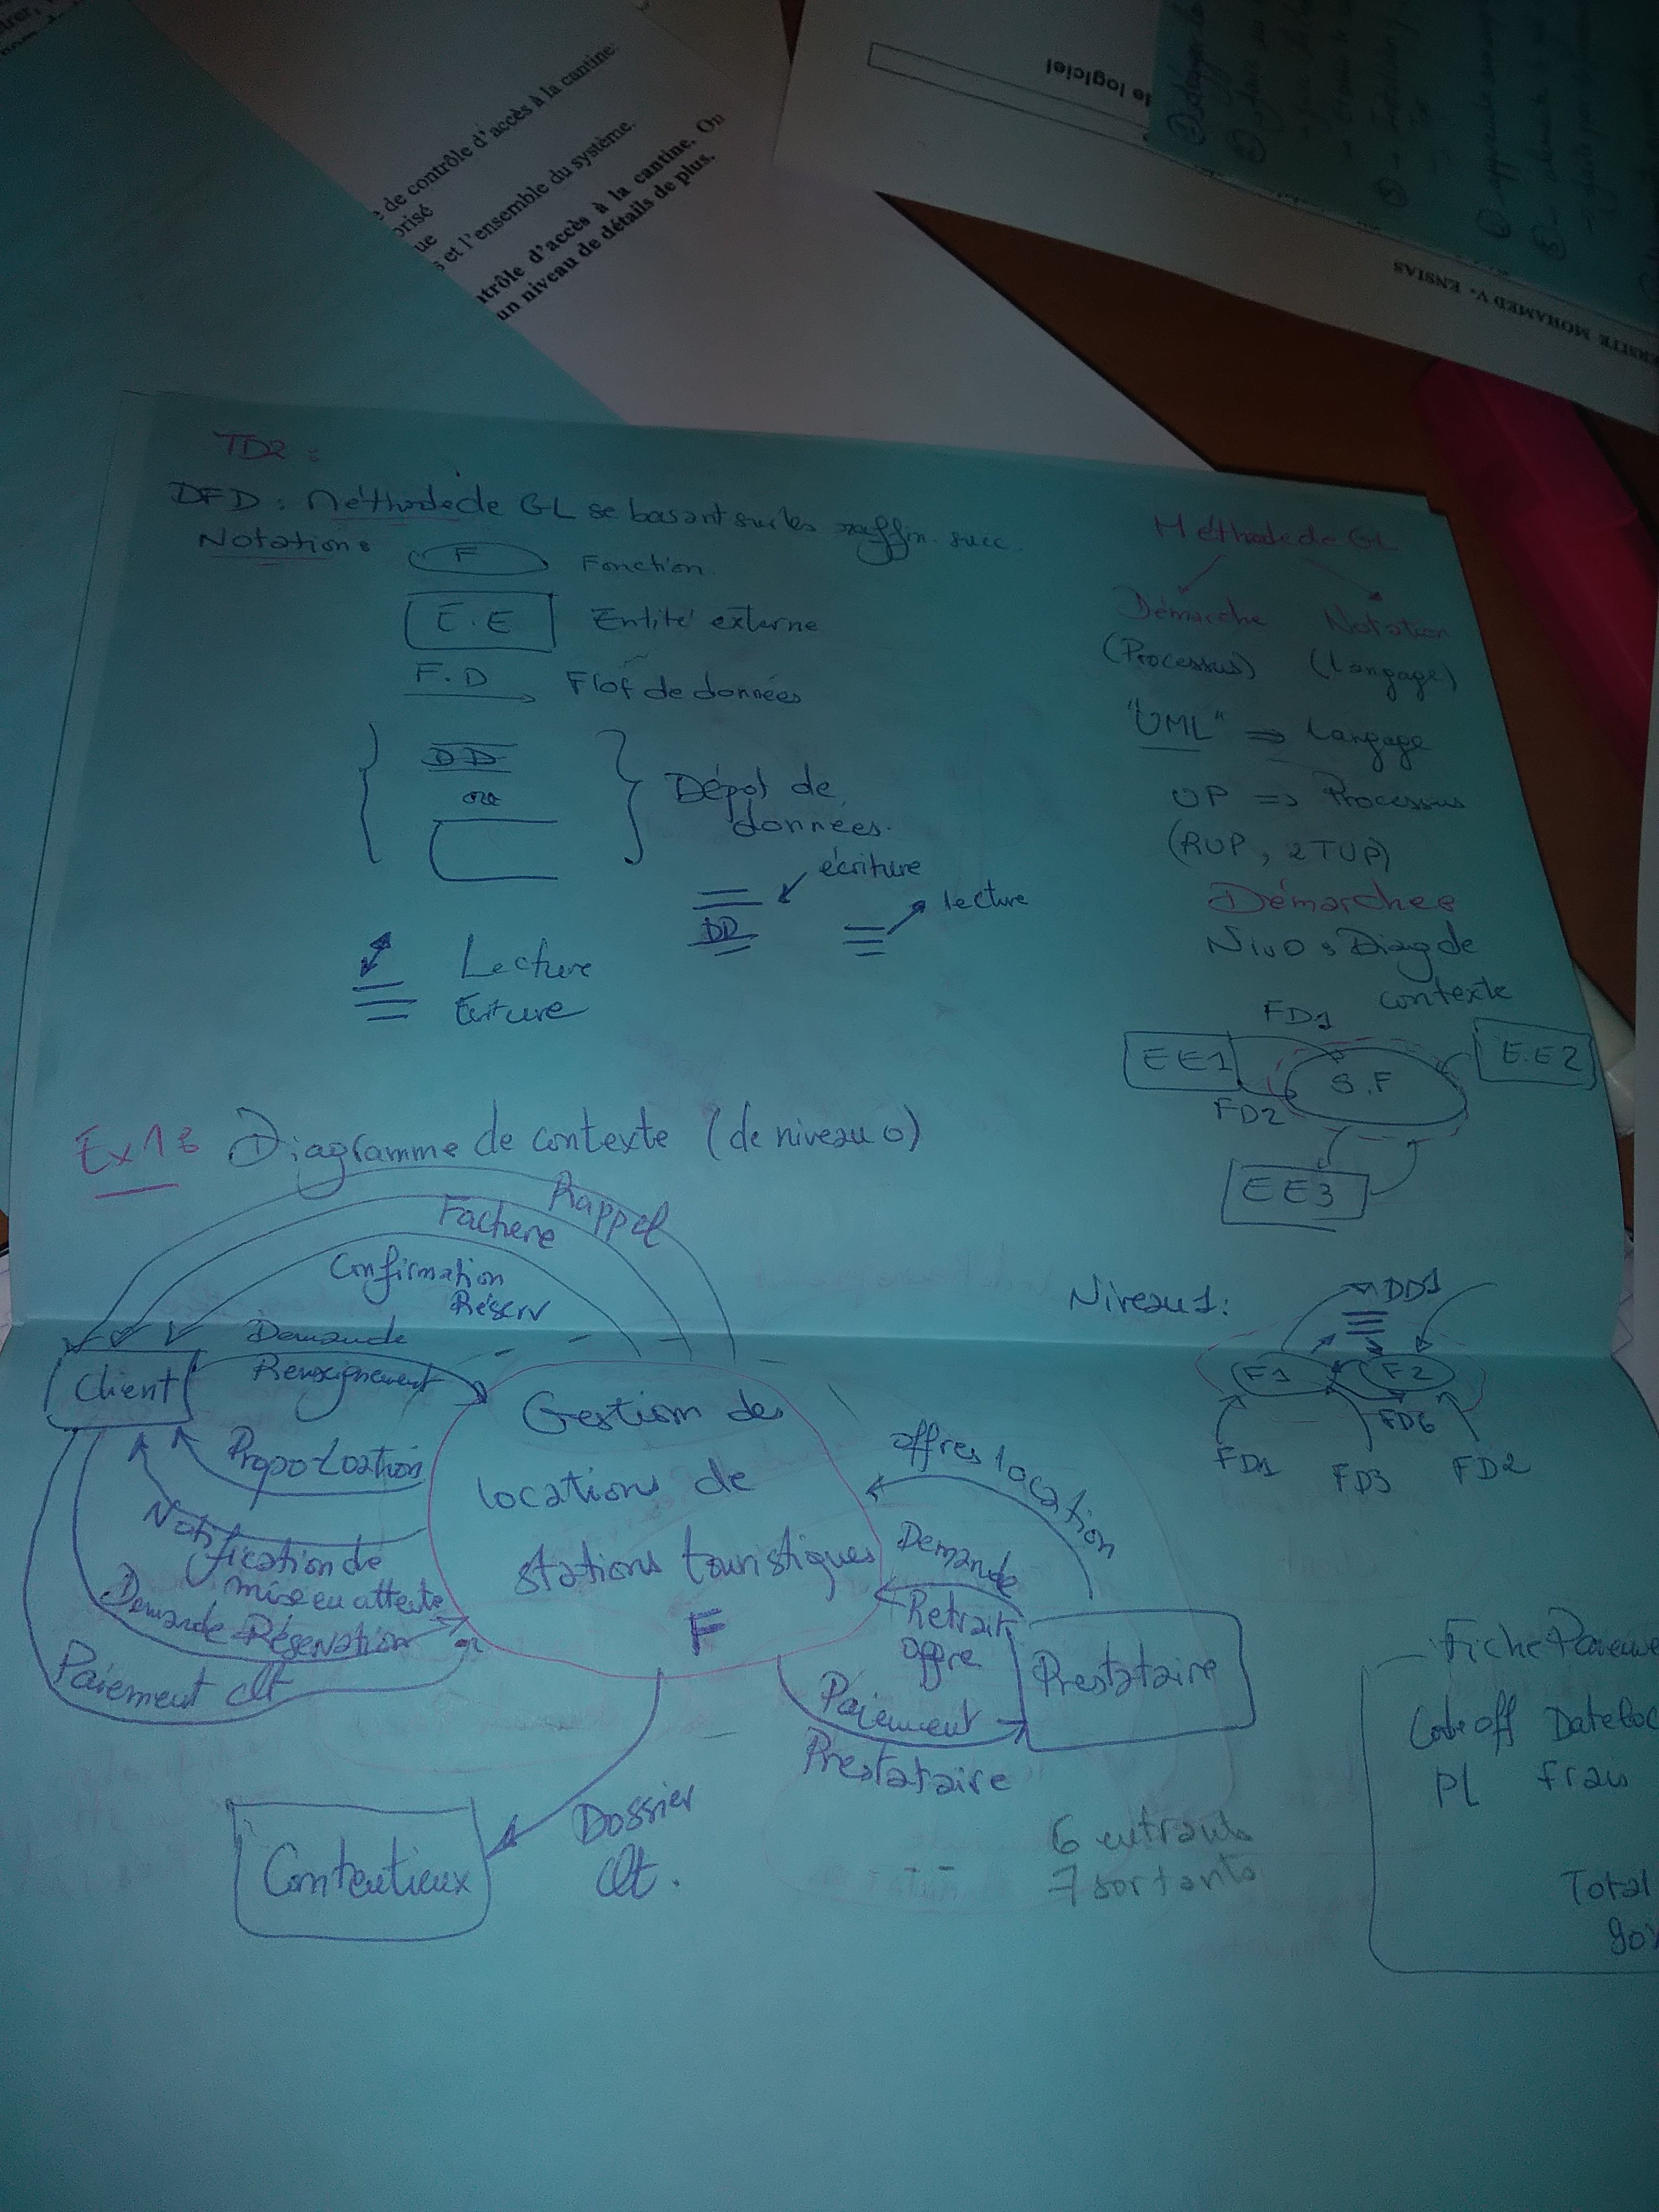 de contrôle d'accès à la cantine.
orisé
ue
s et l'ensemble du système.
ntrôle d'accès à la cantine. On
un niveau de détails de plus.
le logiciel
ERSITE MOHAMED V. ENSIAS
TD2 :
DFD : Méthode de GL se basant sur les raffin. succ.
Notation :
F Fonction
E.E Entité externe
F.D Flot de données
DD
ou
Dépôt de
données.
écriture
DD
lecture
Lecture
Ecriture
Méthode de GL
Démarche Notation
(Processus) (langage)
"UML" => Langage
UP => Processus
(RUP, 2TUP)
Démarche :
Niv 0 : Diag de
contexte
FD1
EE1 S.F E.E2
FD2
EE3
Niveau 1:
DD1
F1 F2
FD6
FD1 FD3 FD2
Ex1 : Diagramme de contexte (de niveau 0)
Rappel
Facture
Confirmation
Réserv
Demande
Renseignement
Client
Propo-Location
Notification de
mise en attente
Demande Réservation
Paiement clt
Gestion des
locations de
stations touristiques
F
offres location
Demande
Retrait
offre
Prestataire
Paiement
Prestataire
Contentieux
Dossier
clt.
6 entrants
7 sortants
Code off
PL frais
Total